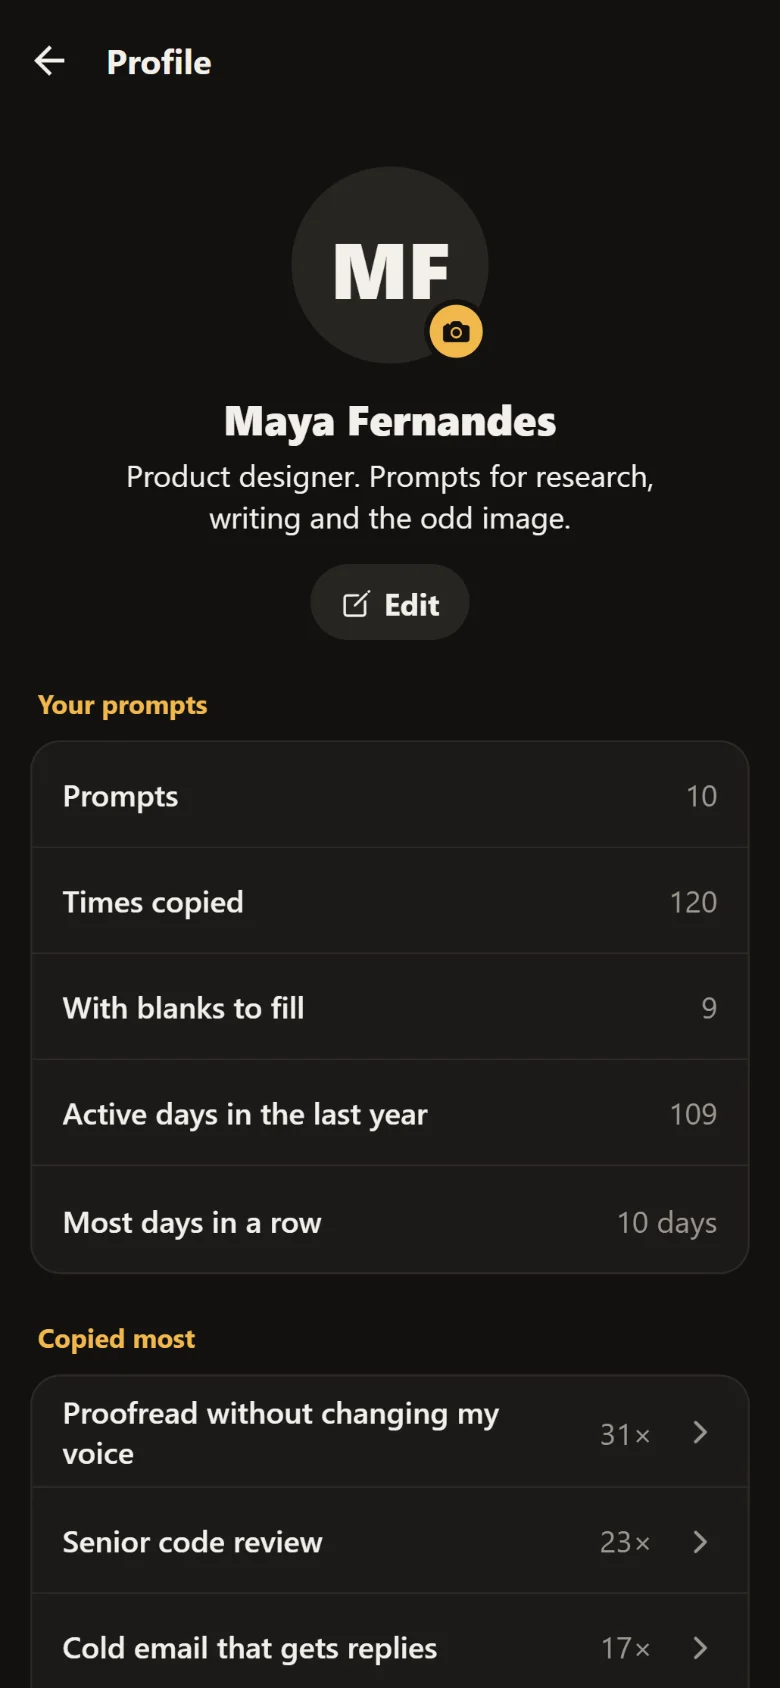 Profile
MF
Maya Fernandes
Product designer. Prompts for research,
writing and the odd image.
Edit
Your prompts
Prompts 10
Times copied 120
With blanks to fill 9
Active days in the last year 109
Most days in a row 10 days
Copied most
Proofread without changing my
voice 31×
Senior code review 23×
Cold email that gets replies 17×